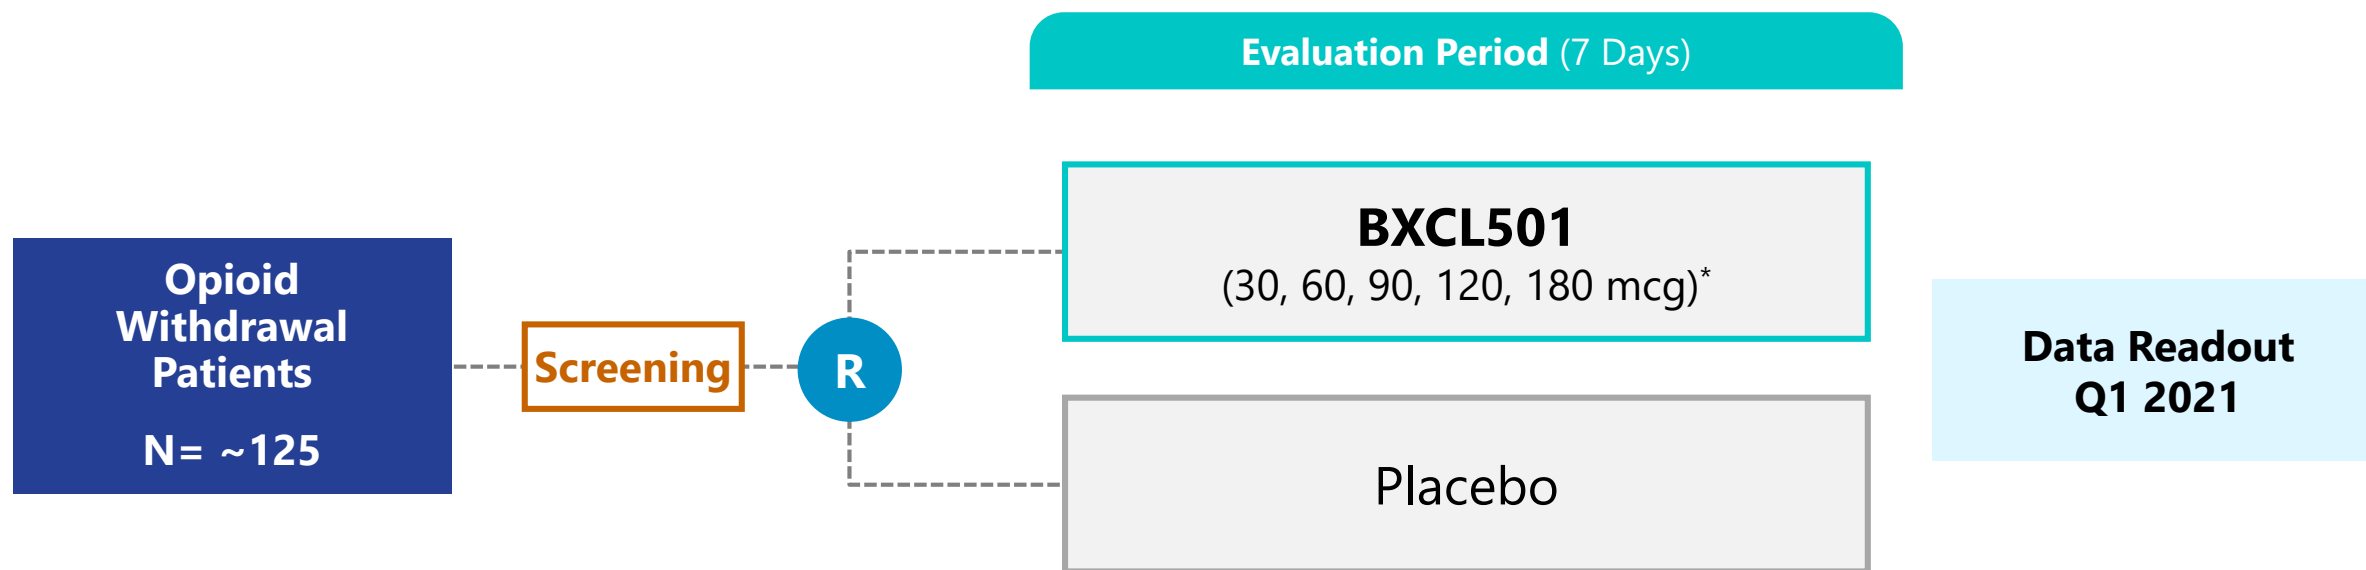 Evaluation Period (7 Days)
Opioid
Withdrawal
Patients
N= ~125
Screening
R
BXCL501
(30, 60, 90, 120, 180 mcg)*
Placebo
Data Readout
Q1 2021